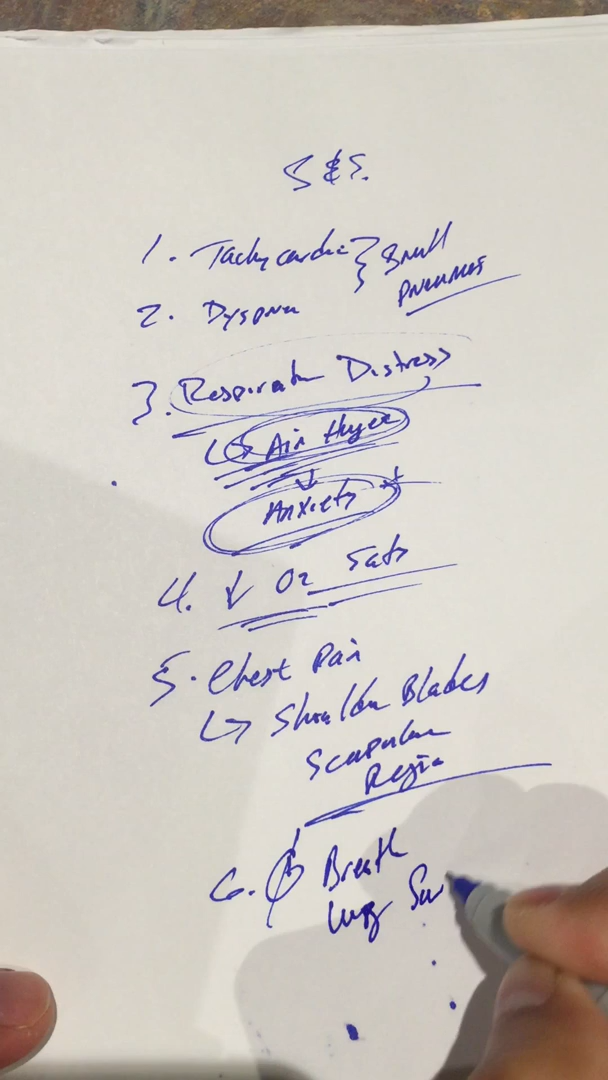 S & S.
1. Tachycardia } Small
Pneumos
2. Dyspnea
3. Respiratory Distress
↳ Air Hunger
↓
Anxiety
4. ↓ O2 Sats
5. Chest Pain
↳ Shoulder Blades
Scapular
Region
6. Breath
Lung Sou